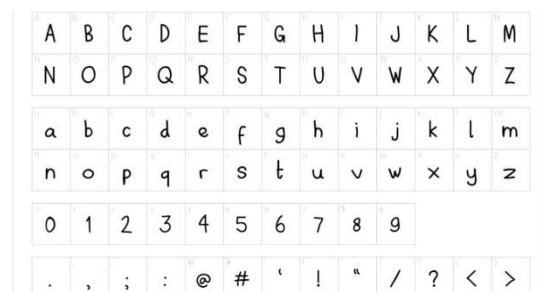 A B C D E F G H I J K L M
N O P Q R S T U V W X Y Z
a b c d e f g h i j k l m
n o p q r s t u v w x y z
0 1 2 3 4 5 6 7 8 9
. , ; : @ # ‘ ! “ / ? < >